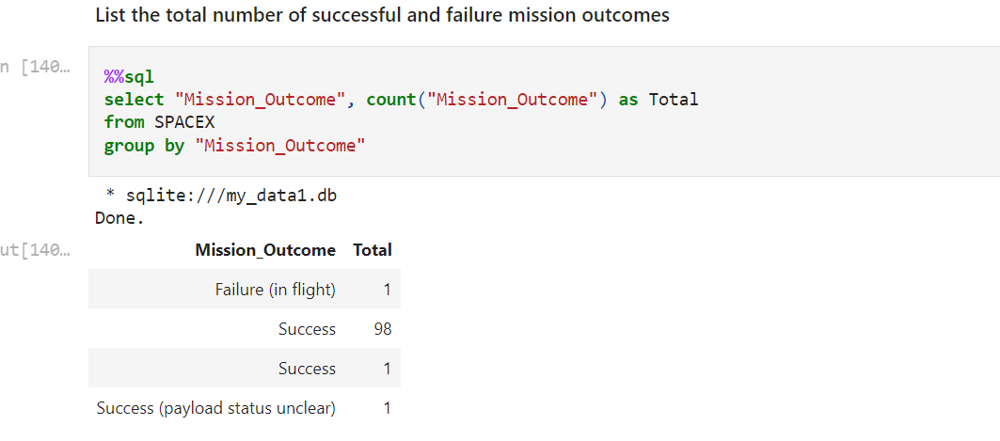 List the total number of successful and failure mission outcomes
n [140…
%%sql
select "Mission_Outcome", count("Mission_Outcome") as Total
from SPACEX
group by "Mission_Outcome"
* sqlite:///my_data1.db
Done.
ut[140…
Mission_Outcome Total
Failure (in flight) 1
Success 98
Success 1
Success (payload status unclear) 1